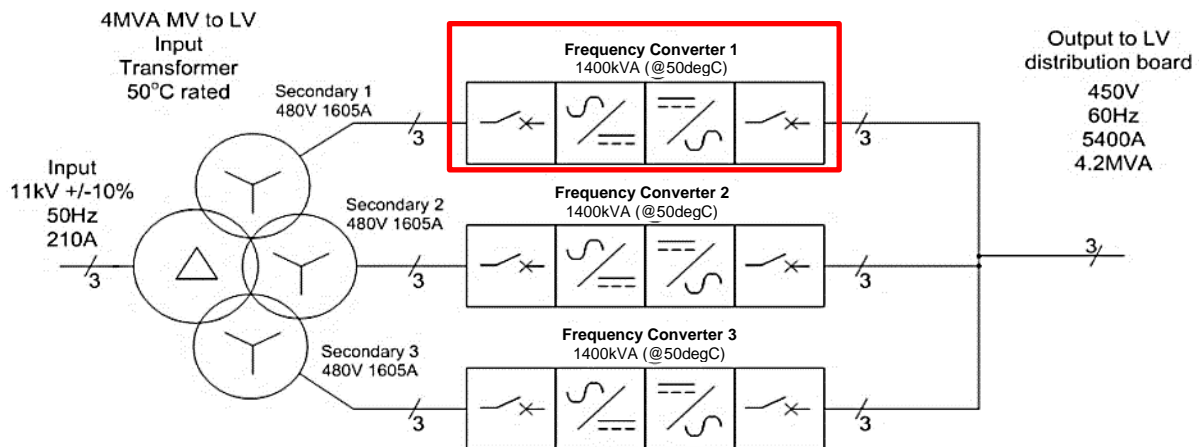 4MVA MV to LV
Input
Transformer
50°C rated
Input
11kV +/-10%
50Hz
210A
3
Secondary 1
480V 1605A
3
Frequency Converter 1
1400kVA (@50degC)
3
Secondary 2
480V 1605A
3
Frequency Converter 2
1400kVA (@50degC)
3
Secondary 3
480V 1605A
3
Frequency Converter 3
1400kVA (@50degC)
3
Output to LV
distribution board
450V
60Hz
5400A
4.2MVA
3